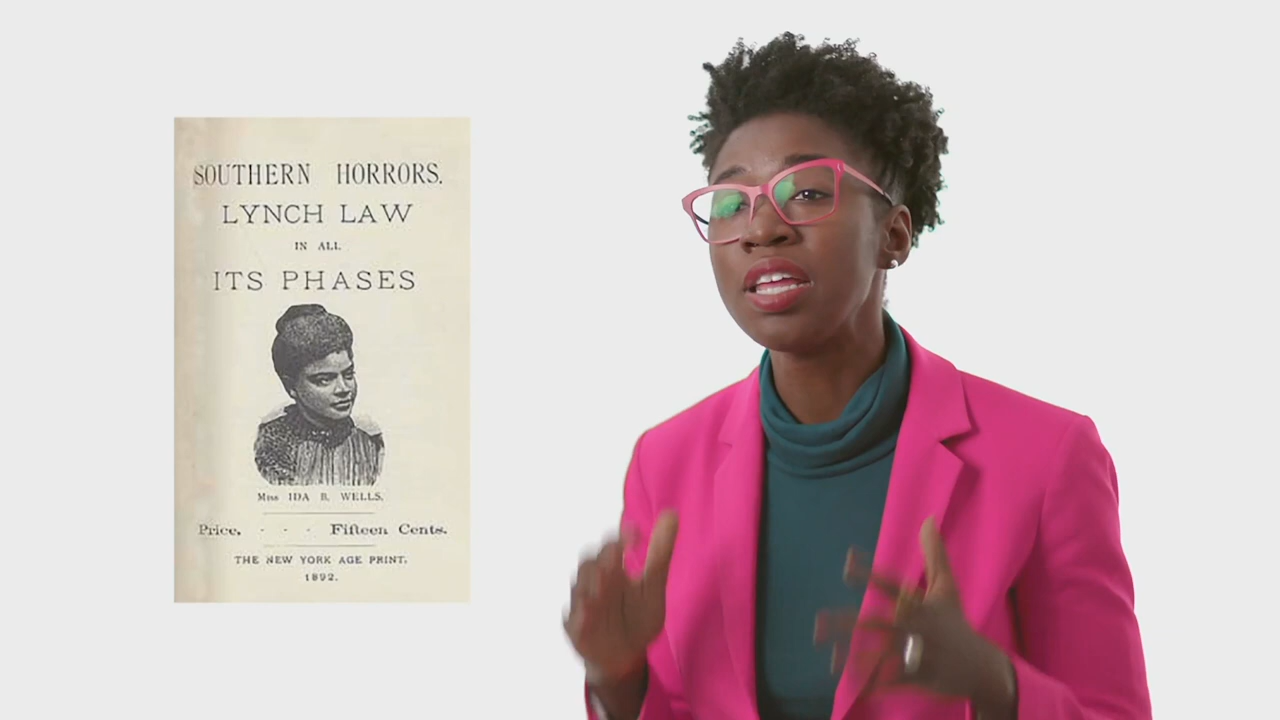 SOUTHERN HORRORS.
LYNCH LAW
IN ALL
ITS PHASES
Miss IDA B. WELLS.
Price. - - - Fifteen Cents.
THE NEW YORK AGE PRINT.
1892.